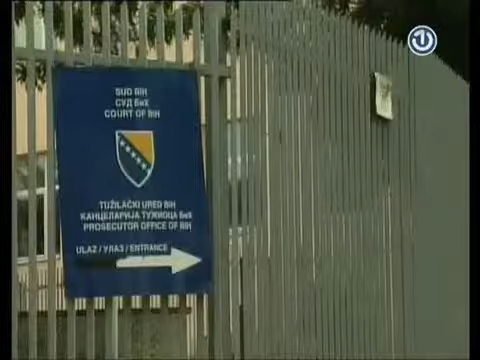 SUD BIH
СУД БиХ
COURT OF BIH
TUŽILAČKI URED BIH
КАНЦЕЛАРИЈА ТУЖИОЦА БиХ
PROSECUTOR OFFICE OF BIH
ULAZ / УЛАЗ / ENTRANCE
1